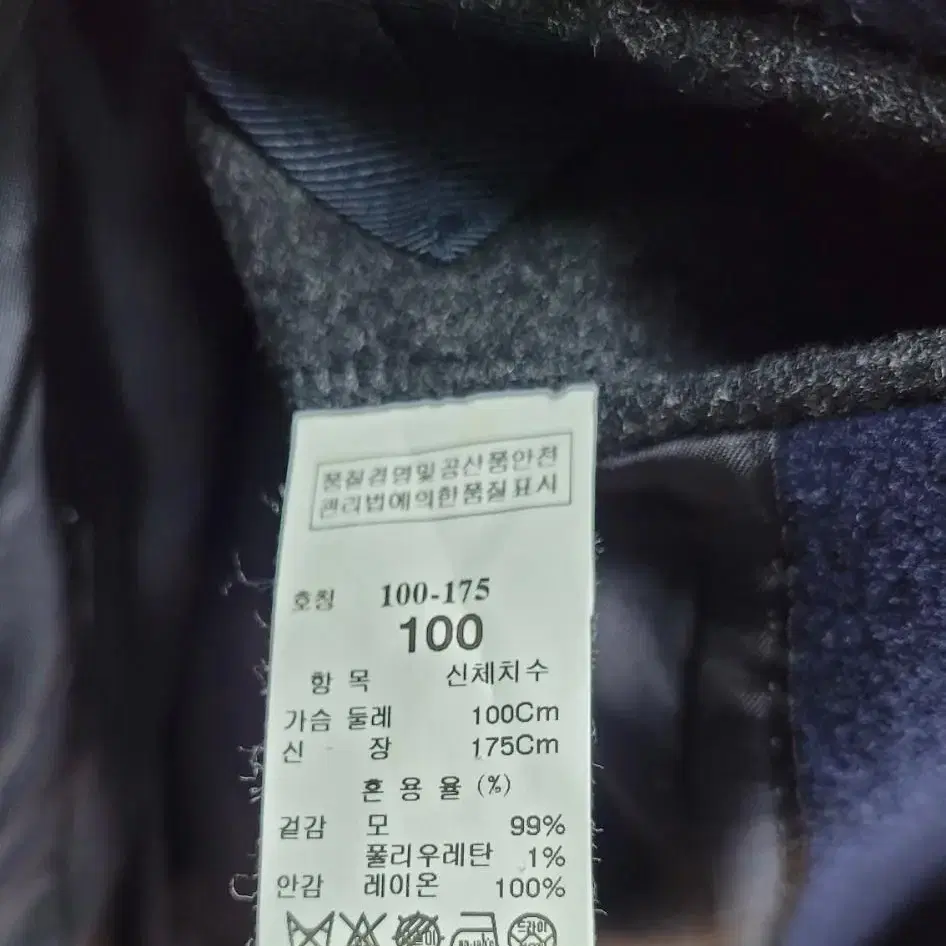 품질경영및공산품안전
관리법에의한품질표시
호칭 100-175
100
항 목 신체치수
가슴 둘레 100Cm
신 장 175Cm
혼 용 율 (%)
겉감 모 99%
폴리우레탄 1%
안감 레이온 100%
드라이